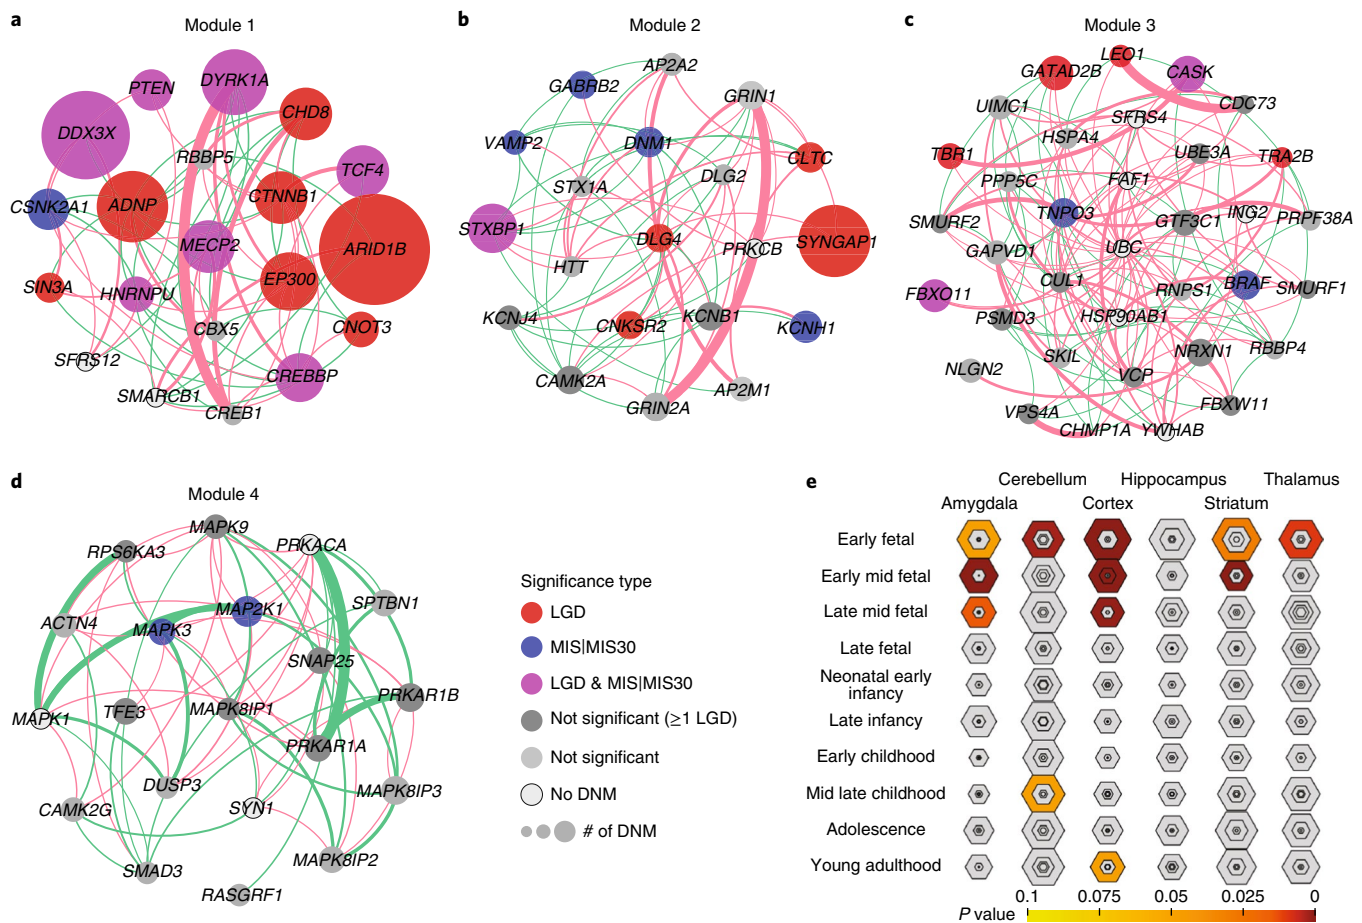 a
Module 1
PTEN
DYRK1A
CHD8
DDX3X
RBBP5
TCF4
CSNK2A1
ADNP
CTNNB1
MECP2
ARID1B
SIN3A
HNRNPU
EP300
CBX5
CNOT3
SFRS12
SMARCB1
CREBBP
CREB1
b
Module 2
AP2A2
GABRB2
GRIN1
VAMP2
DNM1
CLTC
STX1A
DLG2
STXBP1
DLG4
PRKCB
SYNGAP1
HTT
KCNJ4
CNKSR2
KCNB1
KCNH1
CAMK2A
AP2M1
GRIN2A
c
Module 3
LEO1
GATAD2B
CASK
UIMC1
CDC73
SFRS4
HSPA4
TBR1
UBE3A
TRA2B
PPP5C
FAF1
SMURF2
TNPO3
GTF3C1
ING2
PRPF38A
GAPVD1
UBC
CUL1
FBXO11
RNPS1
BRAF
SMURF1
PSMD3
HSP90AB1
SKIL
NRXN1
RBBP4
NLGN2
VCP
VPS4A
FBXW11
CHMP1A
YWHAB
d
Module 4
MAPK9
PRKACA
RPS6KA3
MAP2K1
SPTBN1
ACTN4
MAPK3
SNAP25
PRKAR1B
MAPK1
TFE3
MAPK8IP1
PRKAR1A
DUSP3
MAPK8IP3
CAMK2G
SYN1
SMAD3
MAPK8IP2
RASGRF1
Significance type
LGD
MIS|MIS30
LGD & MIS|MIS30
Not significant (≥1 LGD)
Not significant
No DNM
# of DNM
e
Cerebellum Hippocampus Thalamus
Amygdala Cortex Striatum
Early fetal
Early mid fetal
Late mid fetal
Late fetal
Neonatal early
infancy
Late infancy
Early childhood
Mid late childhood
Adolescence
Young adulthood
0.1 0.075 0.05 0.025 0
P value